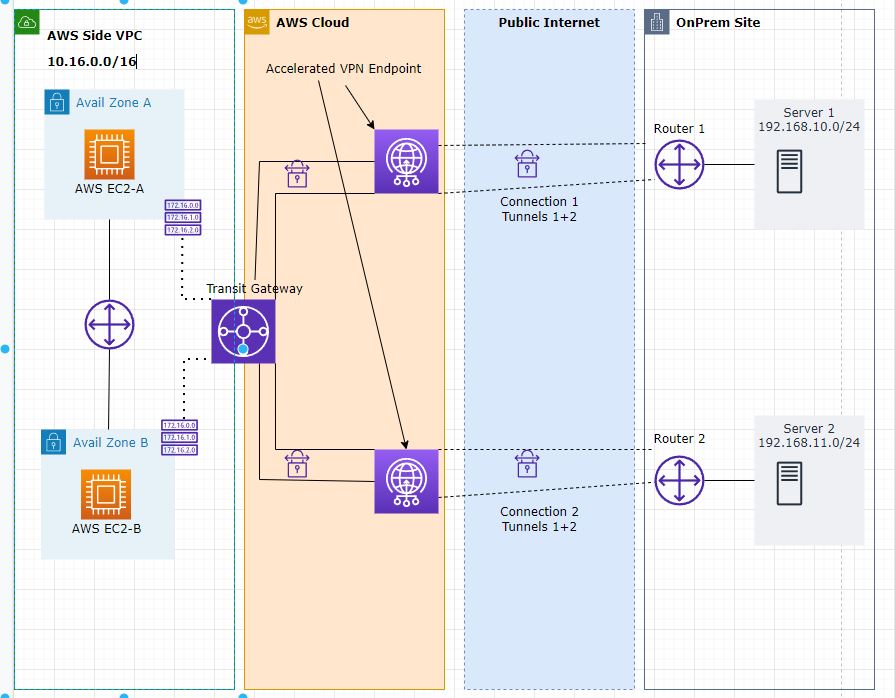 AWS Side VPC
10.16.0.0/16
aws
AWS Cloud
Public Internet
OnPrem Site
Accelerated VPN Endpoint
Avail Zone A
AWS EC2-A
172.16.0.0
172.16.1.0
172.16.2.0
Router 1
Server 1
192.168.10.0/24
Connection 1
Tunnels 1+2
Transit Gateway
172.16.0.0
172.16.1.0
172.16.2.0
Avail Zone B
AWS EC2-B
Router 2
Server 2
192.168.11.0/24
Connection 2
Tunnels 1+2